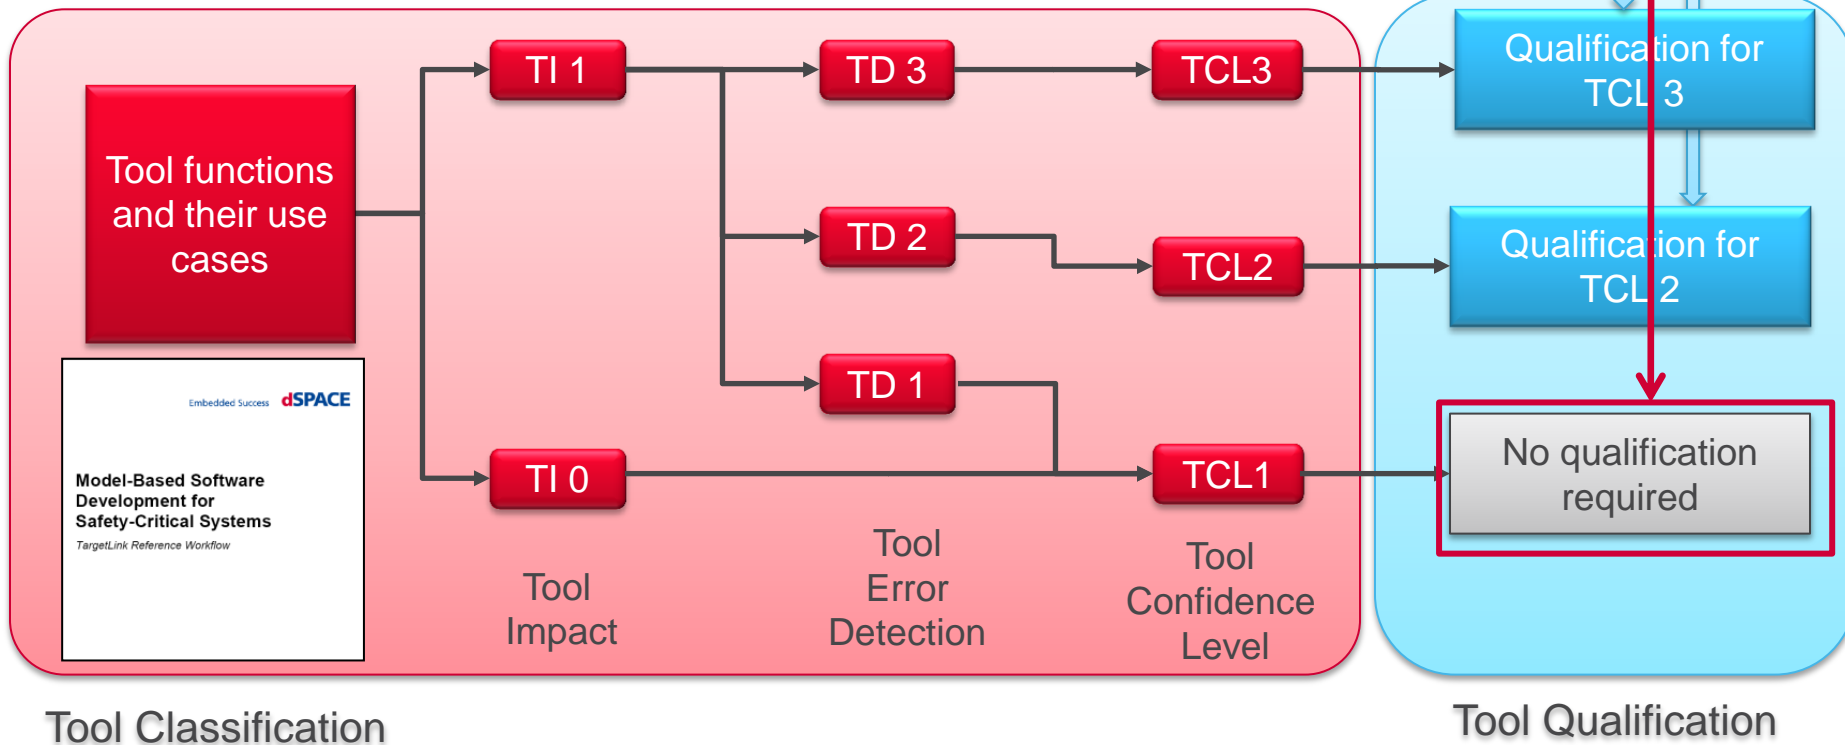 Tool functions
and their use
cases
TI 1
TD 3
TCL3
Qualification for
TCL 3
TD 2
TCL2
Qualification for
TCL 2
TD 1
TI 0
TCL1
No qualification
required
Embedded Success dSPACE
Model-Based Software
Development for
Safety-Critical Systems
TargetLink Reference Workflow
Tool
Impact
Tool
Error
Detection
Tool
Confidence
Level
Tool Classification
Tool Qualification